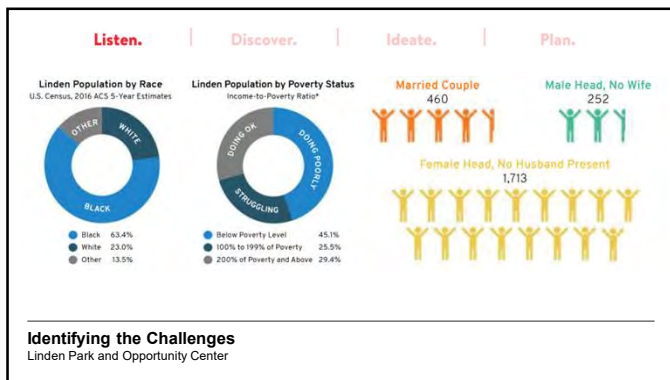 Listen.
Discover.
Ideate.
Plan.
Linden Population by Race
U.S. Census, 2016 ACS 5-Year Estimates
OTHER
WHITE
BLACK
Black 63.4%
White 23.0%
Other 13.5%
Linden Population by Poverty Status
Income-to-Poverty Ratio*
DOING OK
DOING POORLY
STRUGGLING
Below Poverty Level 45.1%
100% to 199% of Poverty 25.5%
200% of Poverty and Above 29.4%
Married Couple
460
Male Head, No Wife
252
Female Head, No Husband Present
1,713
Identifying the Challenges
Linden Park and Opportunity Center